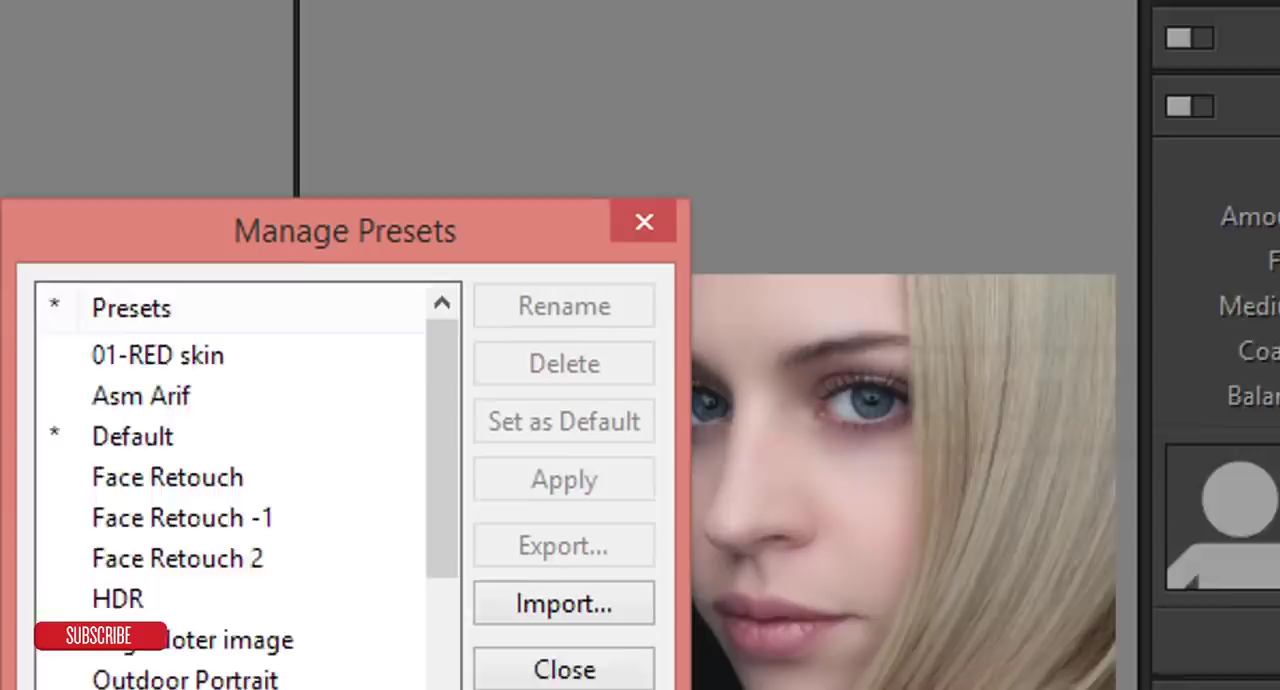 Manage Presets
* Presets
01-RED skin
Asm Arif
* Default
Face Retouch
Face Retouch -1
Face Retouch 2
HDR
loter image
Outdoor Portrait
SUBSCRIBE
Rename
Delete
Set as Default
Apply
Export...
Import...
Close